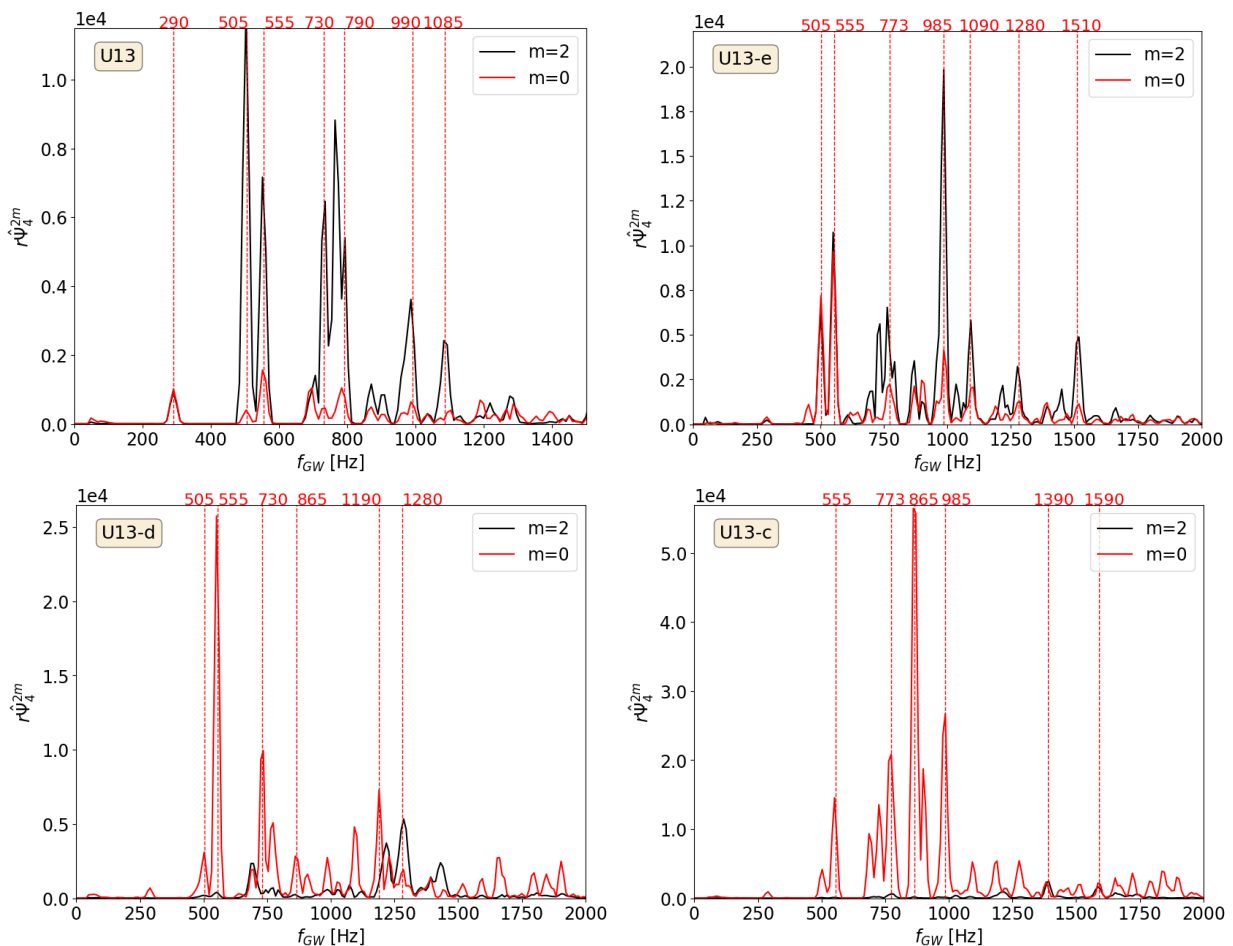 1e4
290 505 555 730 790 990 1085
U13
m=2
m=0
1.0
0.8
0.6
0.4
0.2
0.0
0 200 400 600 800 1000 1200 1400
f_GW [Hz]
rΨ̂₄²ᵐ
1e4
505 555 773 985 1090 1280 1510
U13-e
m=2
m=0
2.0
1.8
1.5
1.2
1.0
0.8
0.5
0.2
0.0
0 250 500 750 1000 1250 1500 1750 2000
f_GW [Hz]
rΨ̂₄²ᵐ
1e4
505 555 730 865 1190 1280
U13-d
m=2
m=0
2.5
2.0
1.5
1.0
0.5
0.0
0 250 500 750 1000 1250 1500 1750 2000
f_GW [Hz]
rΨ̂₄²ᵐ
1e4
555 773 865 985 1390 1590
U13-c
m=2
m=0
5.0
4.0
3.0
2.0
1.0
0.0
0 250 500 750 1000 1250 1500 1750 2000
f_GW [Hz]
rΨ̂₄²ᵐ